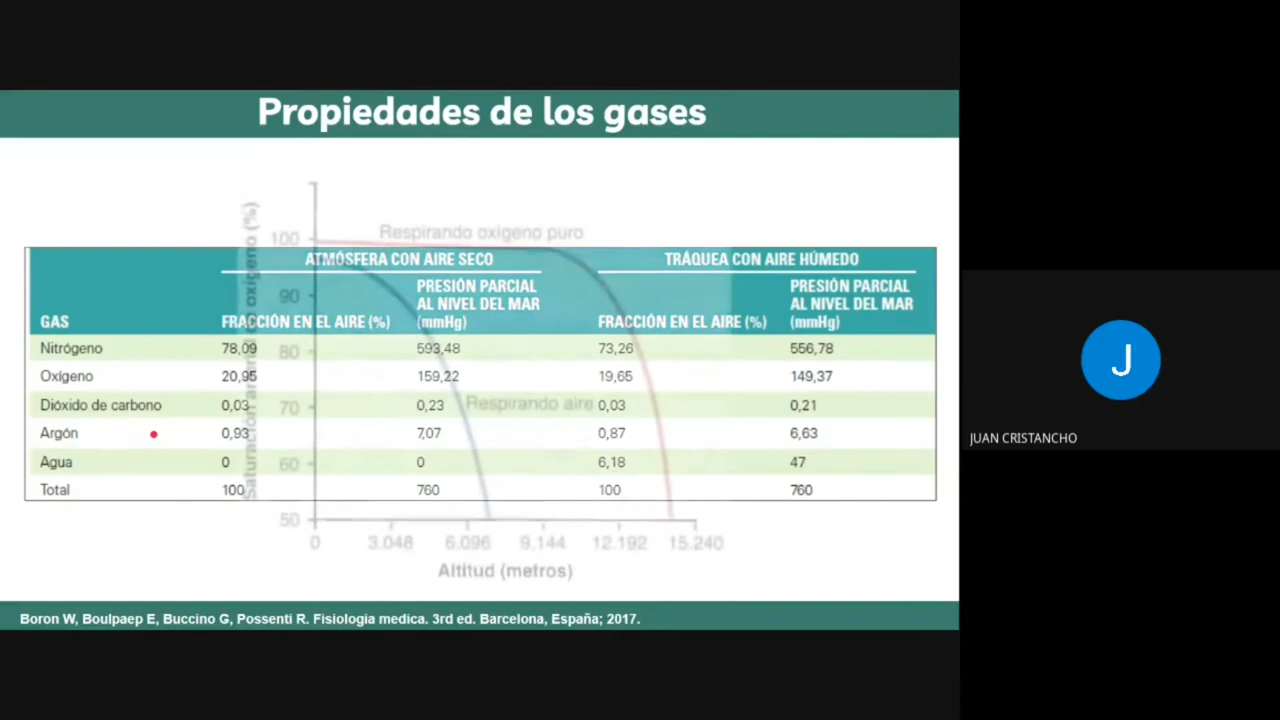 Propiedades de los gases
Respirando oxígeno puro
Saturación arterial de oxígeno (%)
100
90
80
70
60
50
Respirando aire
0 3.048 6.096 9.144 12.192 15.240
Altitud (metros)
ATMÓSFERA CON AIRE SECO TRÁQUEA CON AIRE HÚMEDO
GAS FRACCIÓN EN EL AIRE (%) PRESIÓN PARCIAL AL NIVEL DEL MAR (mmHg) FRACCIÓN EN EL AIRE (%) PRESIÓN PARCIAL AL NIVEL DEL MAR (mmHg)
Nitrógeno 78,09 593,48 73,26 556,78
Oxígeno 20,95 159,22 19,65 149,37
Dióxido de carbono 0,03 0,23 0,03 0,21
Argón 0,93 7,07 0,87 6,63
Agua 0 0 6,18 47
Total 100 760 100 760
Boron W, Boulpaep E, Buccino G, Possenti R. Fisiologia medica. 3rd ed. Barcelona, España; 2017.
J
JUAN CRISTANCHO